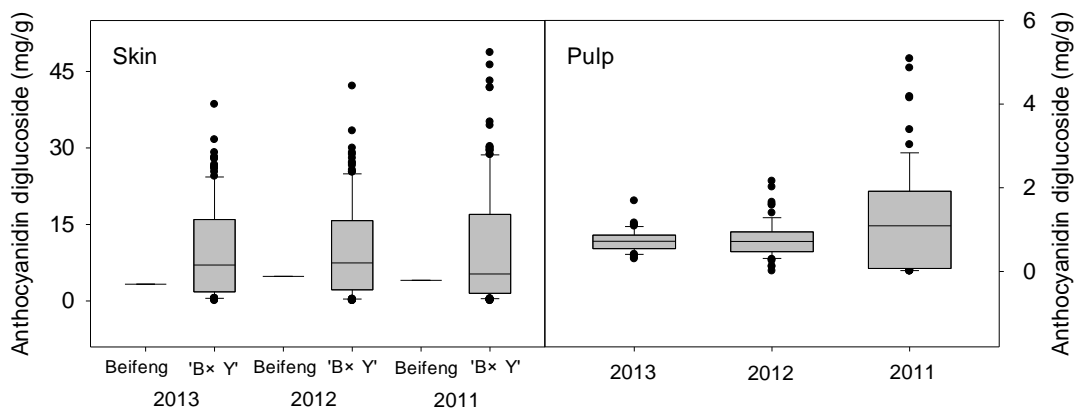 Anthocyanidin diglucoside (mg/g)
45
30
15
0
Skin
Pulp
6
4
2
0
Anthocyanidin diglucoside (mg/g)
Beifeng 'B× Y' Beifeng 'B× Y' Beifeng 'B× Y'
2013 2012 2011
2013 2012 2011